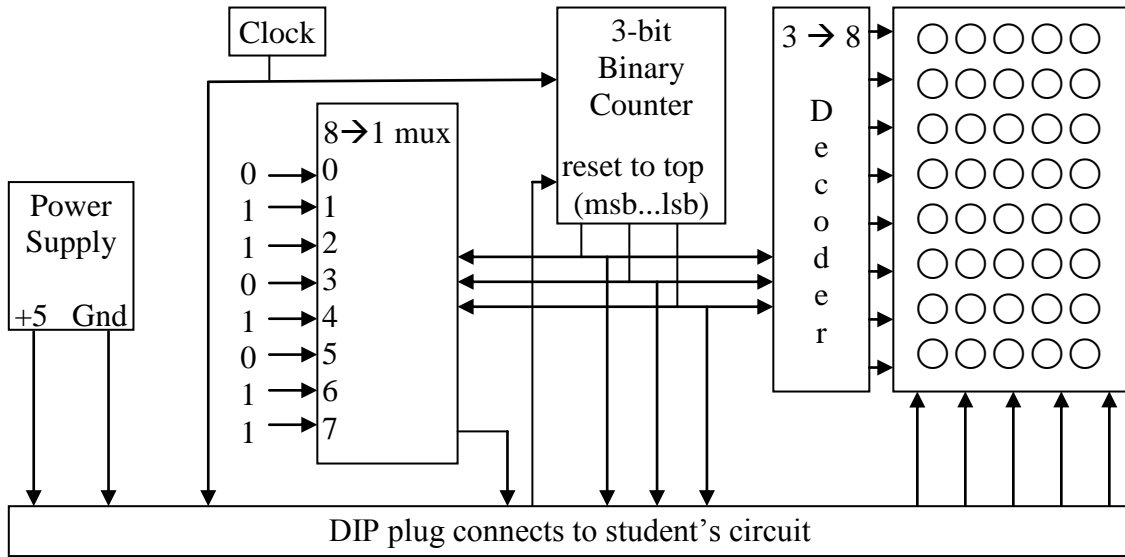 Clock
3-bit
Binary
Counter
reset to top
(msb...lsb)
3 → 8
D
e
c
o
d
e
r
8→1 mux
0 0
1 1
1 2
0 3
1 4
0 5
1 6
1 7
Power
Supply
+5 Gnd
DIP plug connects to student’s circuit